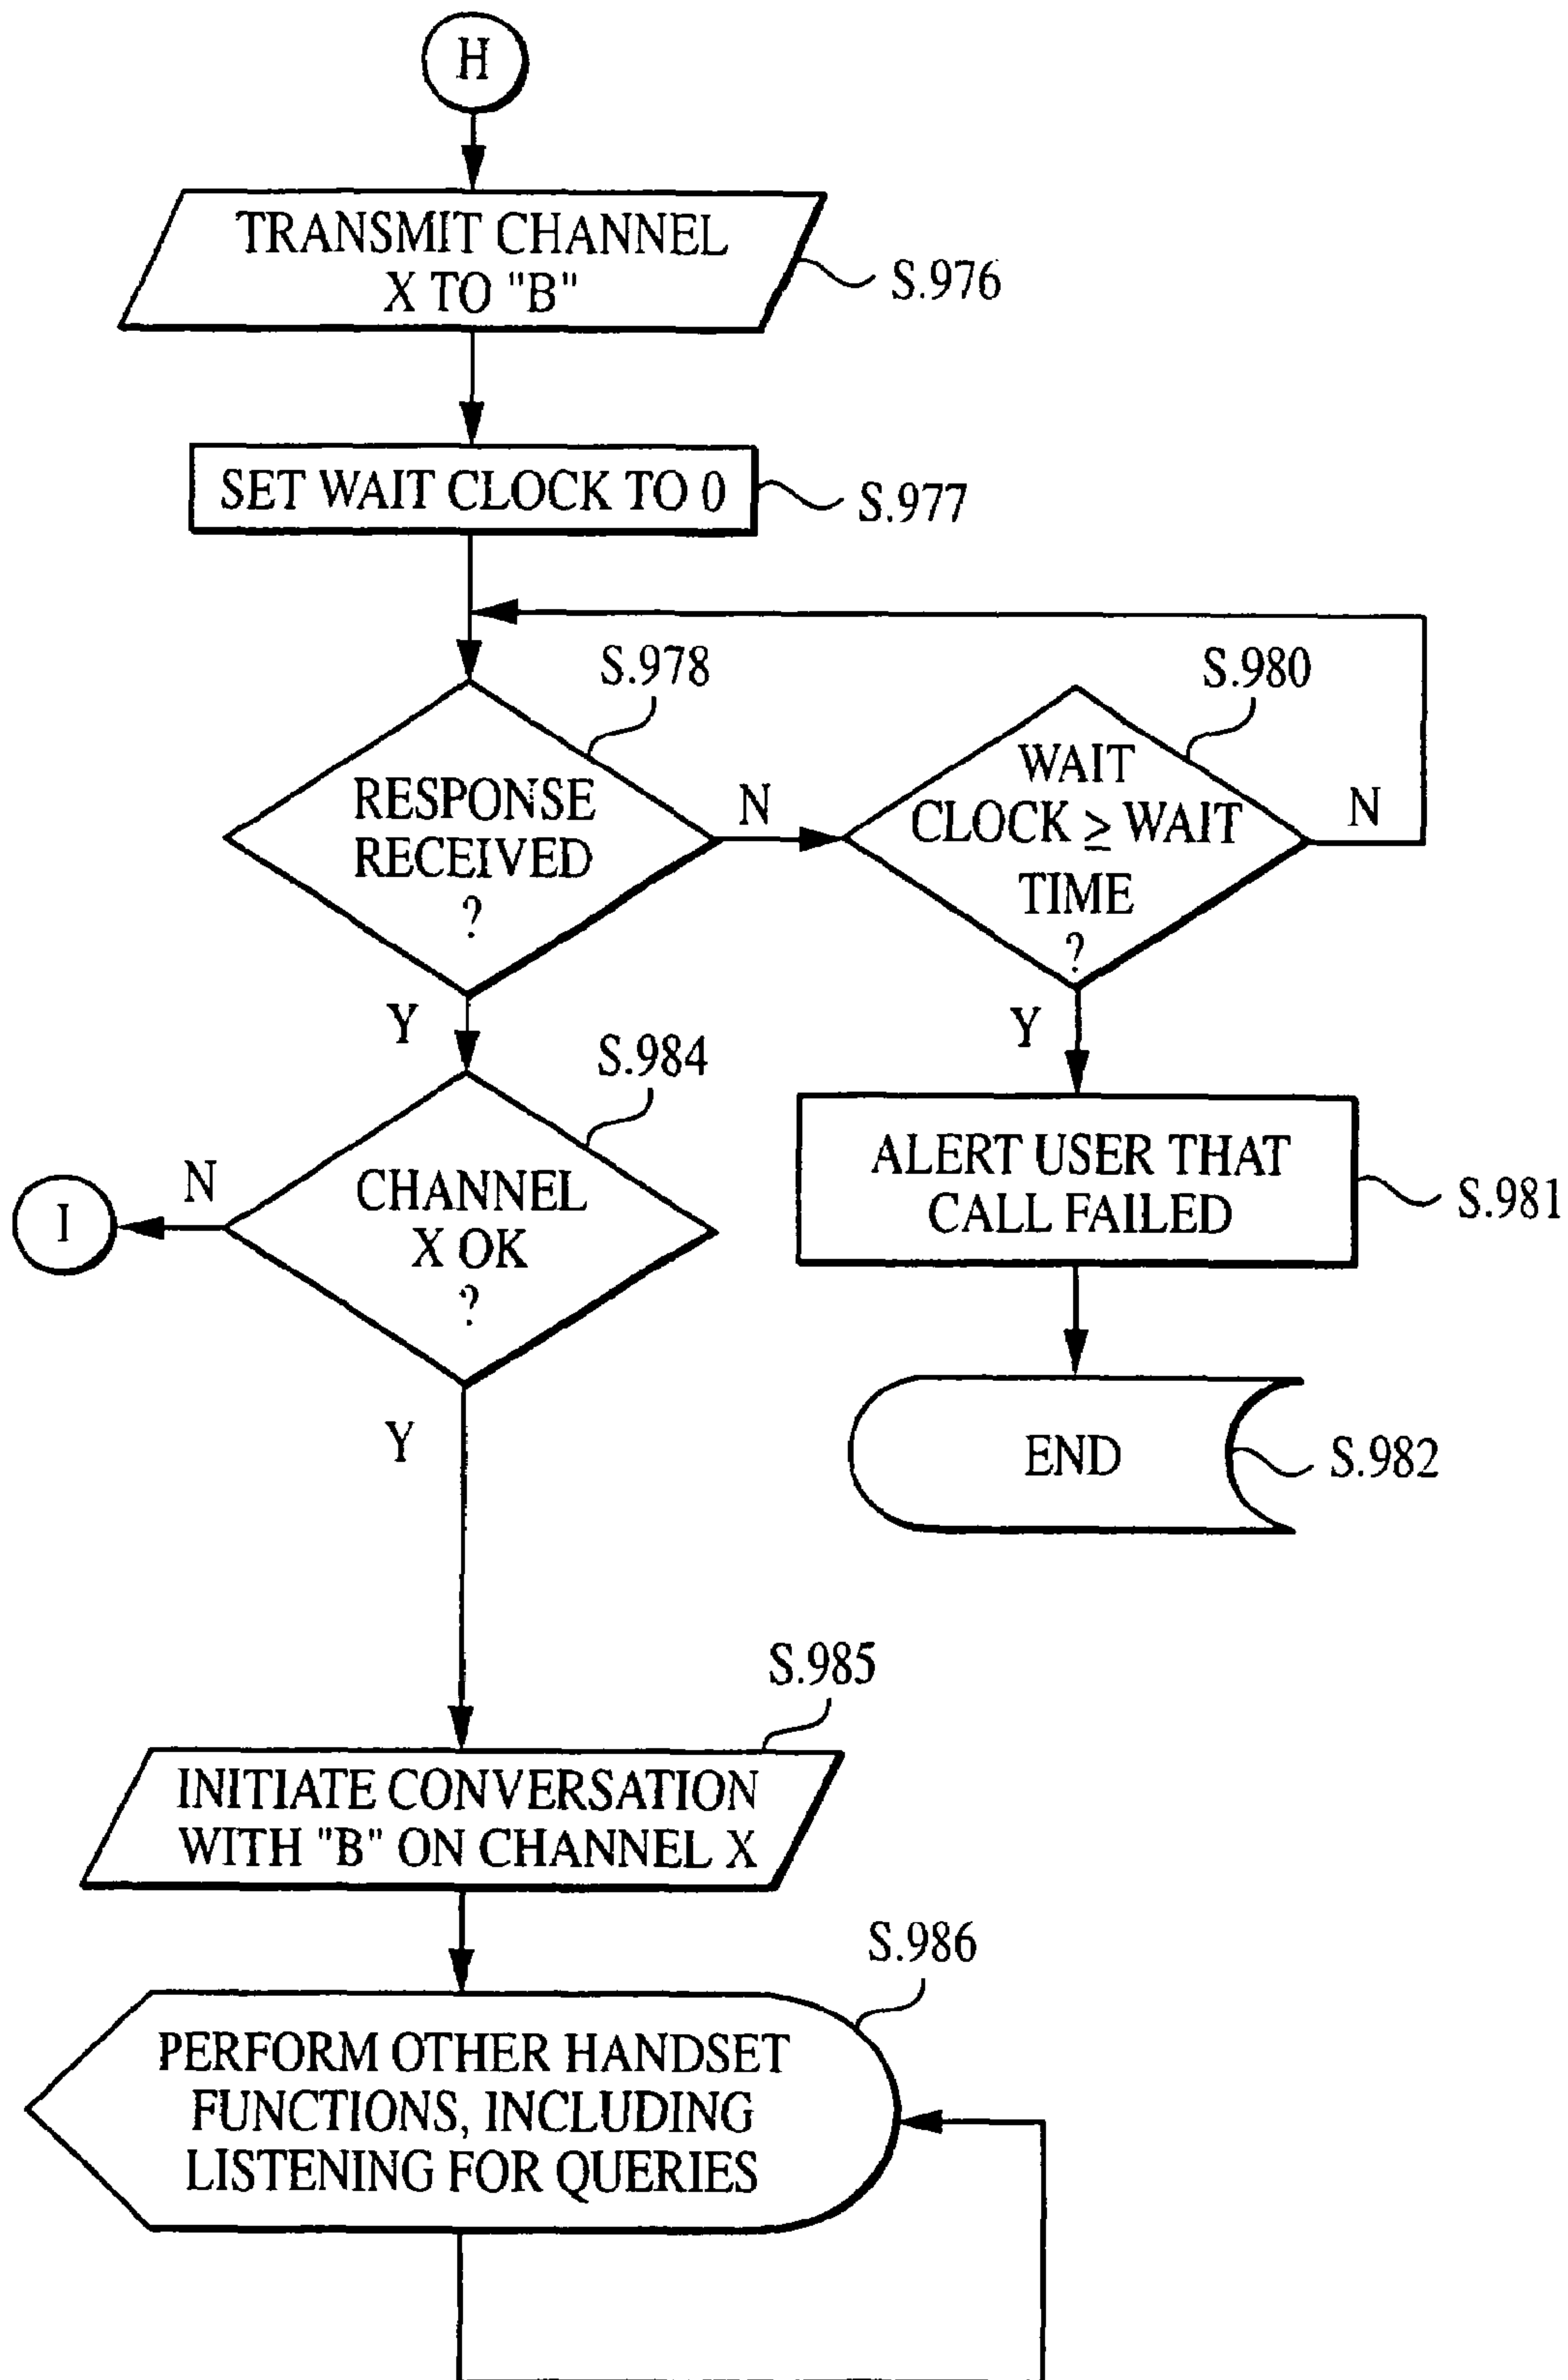 H
TRANSMIT CHANNEL
X TO "B"
S.976
SET WAIT CLOCK TO 0
S.977
S.978
RESPONSE
RECEIVED
?
N
Y
S.980
WAIT
CLOCK ≥ WAIT
TIME
?
N
Y
S.984
CHANNEL
X OK
?
N
I
Y
ALERT USER THAT
CALL FAILED
S.981
END
S.982
S.985
INITIATE CONVERSATION
WITH "B" ON CHANNEL X
S.986
PERFORM OTHER HANDSET
FUNCTIONS, INCLUDING
LISTENING FOR QUERIES